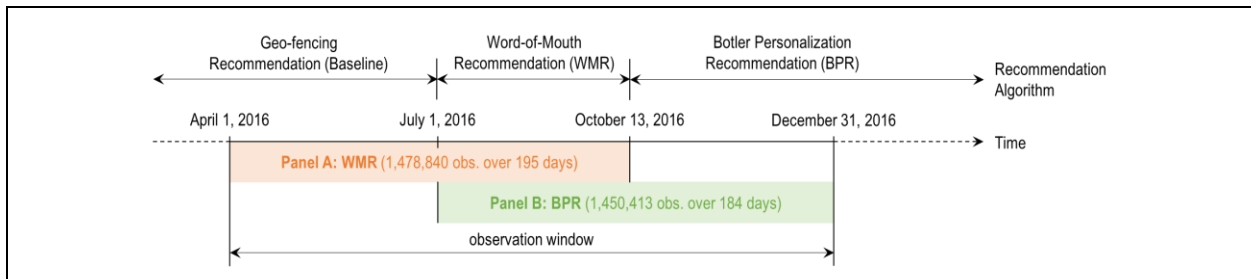 Geo-fencing
Recommendation (Baseline)
Word-of-Mouth
Recommendation (WMR)
Botler Personalization
Recommendation (BPR)
Recommendation
Algorithm
April 1, 2016
July 1, 2016
October 13, 2016
December 31, 2016
Time
Panel A: WMR (1,478,840 obs. over 195 days)
Panel B: BPR (1,450,413 obs. over 184 days)
observation window